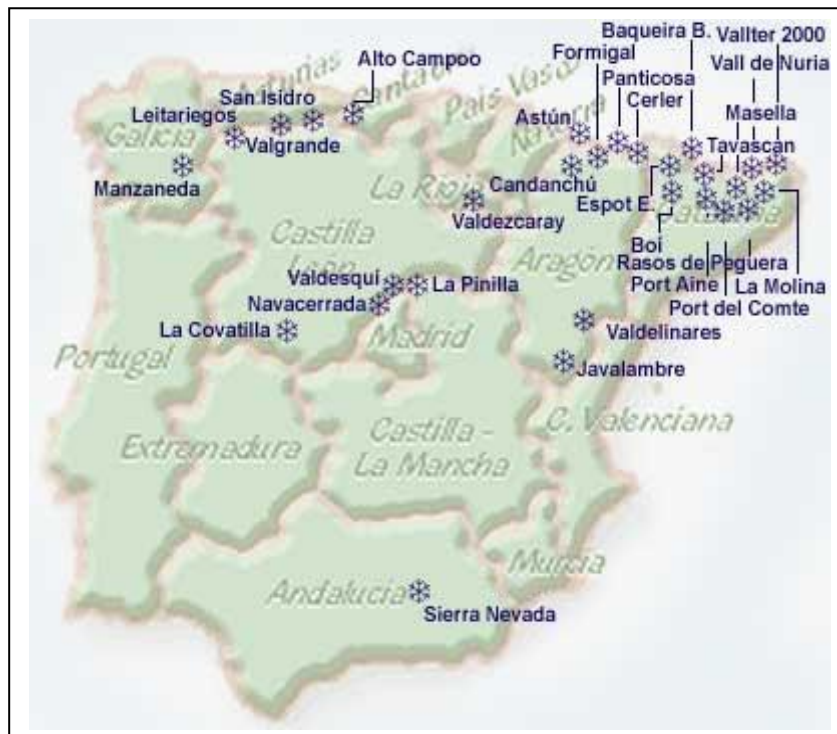 Baqueira B.
Vallter 2000
Formigal
Vall de Nuria
Alto Campoo
Panticosa
Cerler
Masella
Asturias
Cantabria
País Vasco
San Isidro
Leitariegos
Astún
Tavascan
Galicia
Valgrande
Navarra
Manzaneda
La Rioja
Candanchú
Espot E.
Cataluña
Valdezcaray
Castilla
León
Aragón
Boi
Rasos de Peguera
Valdesquí
La Pinilla
Port Aine
La Molina
Navacerrada
Port del Comte
La Covatilla
Madrid
Valdelinares
Portugal
Javalambre
C. Valenciana
Extremadura
Castilla -
La Mancha
Murcia
Andalucía
Sierra Nevada